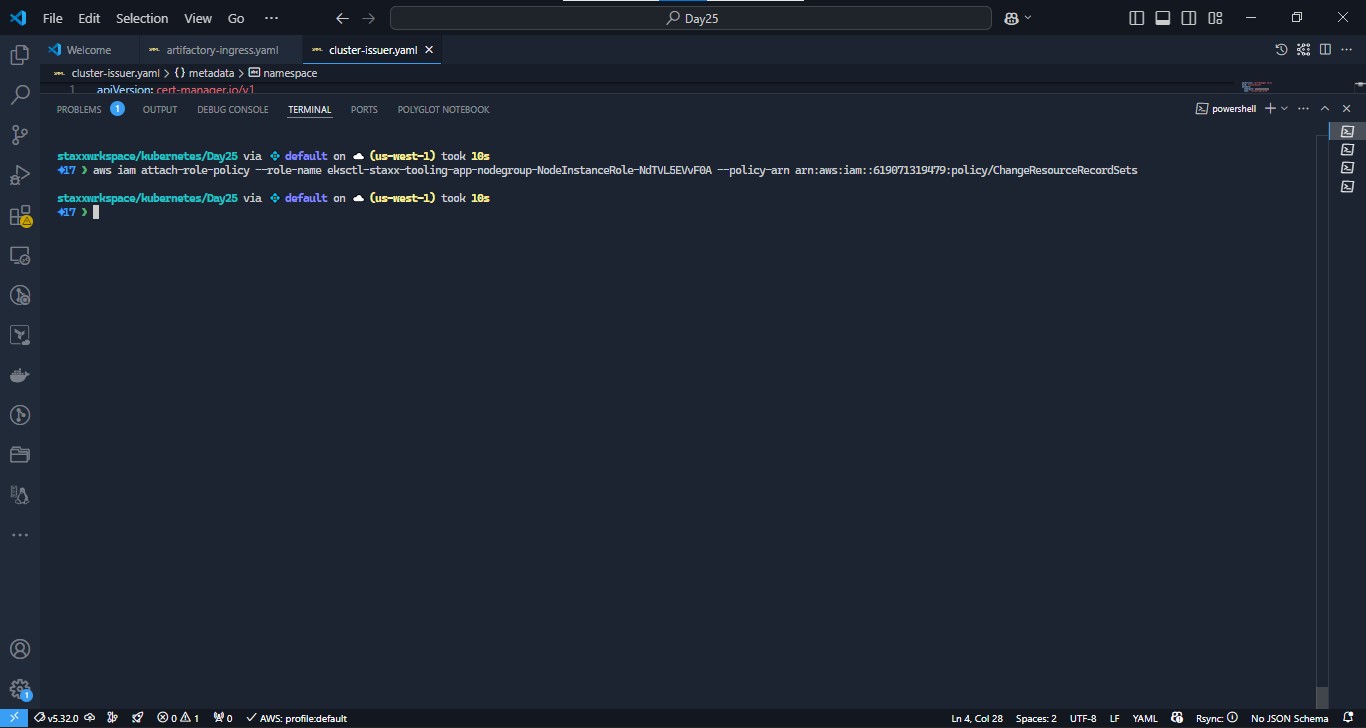 File Edit Selection View Go ··· Day25
Welcome artifactory-ingress.yaml cluster-issuer.yaml
cluster-issuer.yaml > {} metadata > namespace
1 apiVersion: cert-manager.io/v1
PROBLEMS 1 OUTPUT DEBUG CONSOLE TERMINAL PORTS POLYGLOT NOTEBOOK powershell
staxxwrkspace/kubernetes/Day25 via default on (us-west-1) took 10s
17 ❯ aws iam attach-role-policy --role-name eksctl-staxx-tooling-app-nodegroup-NodeInstanceRole-NdTVL5EVvF0A --policy-arn arn:aws:iam::619071319479:policy/ChangeResourceRecordSets
staxxwrkspace/kubernetes/Day25 via default on (us-west-1) took 10s
17 ❯
1
v5.32.0 0 1 0 AWS: profile:default Ln 4, Col 28 Spaces: 2 UTF-8 LF YAML Rsync: No JSON Schema